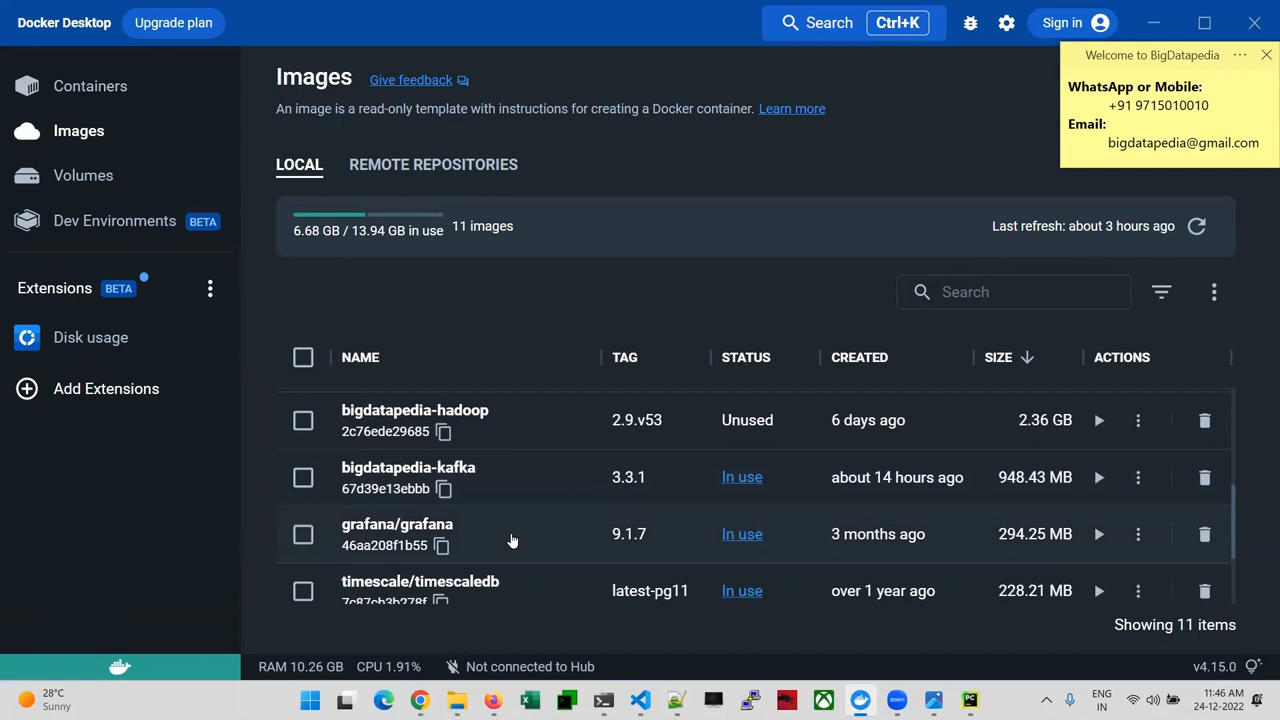 Docker Desktop Upgrade plan Search Ctrl+K Sign in
Welcome to BigDatapedia ...
WhatsApp or Mobile:
+91 9715010010
Email:
bigdatapedia@gmail.com
Containers
Images
Volumes
Dev Environments BETA
Extensions BETA
Disk usage
Add Extensions
Images Give feedback
An image is a read-only template with instructions for creating a Docker container. Learn more
LOCAL REMOTE REPOSITORIES
6.68 GB / 13.94 GB in use 11 images Last refresh: about 3 hours ago
Search
NAME TAG STATUS CREATED SIZE ACTIONS
bigdatapedia-hadoop 2.9.v53 Unused 6 days ago 2.36 GB
2c76ede29685
bigdatapedia-kafka 3.3.1 In use about 14 hours ago 948.43 MB
67d39e13ebbb
grafana/grafana 9.1.7 In use 3 months ago 294.25 MB
46aa208f1b55
timescale/timescaledb latest-pg11 In use over 1 year ago 228.21 MB
7c87cb3b278f
Showing 11 items
RAM 10.26 GB CPU 1.91% Not connected to Hub v4.15.0
28°C
Sunny
ENG
IN
11:46 AM
24-12-2022